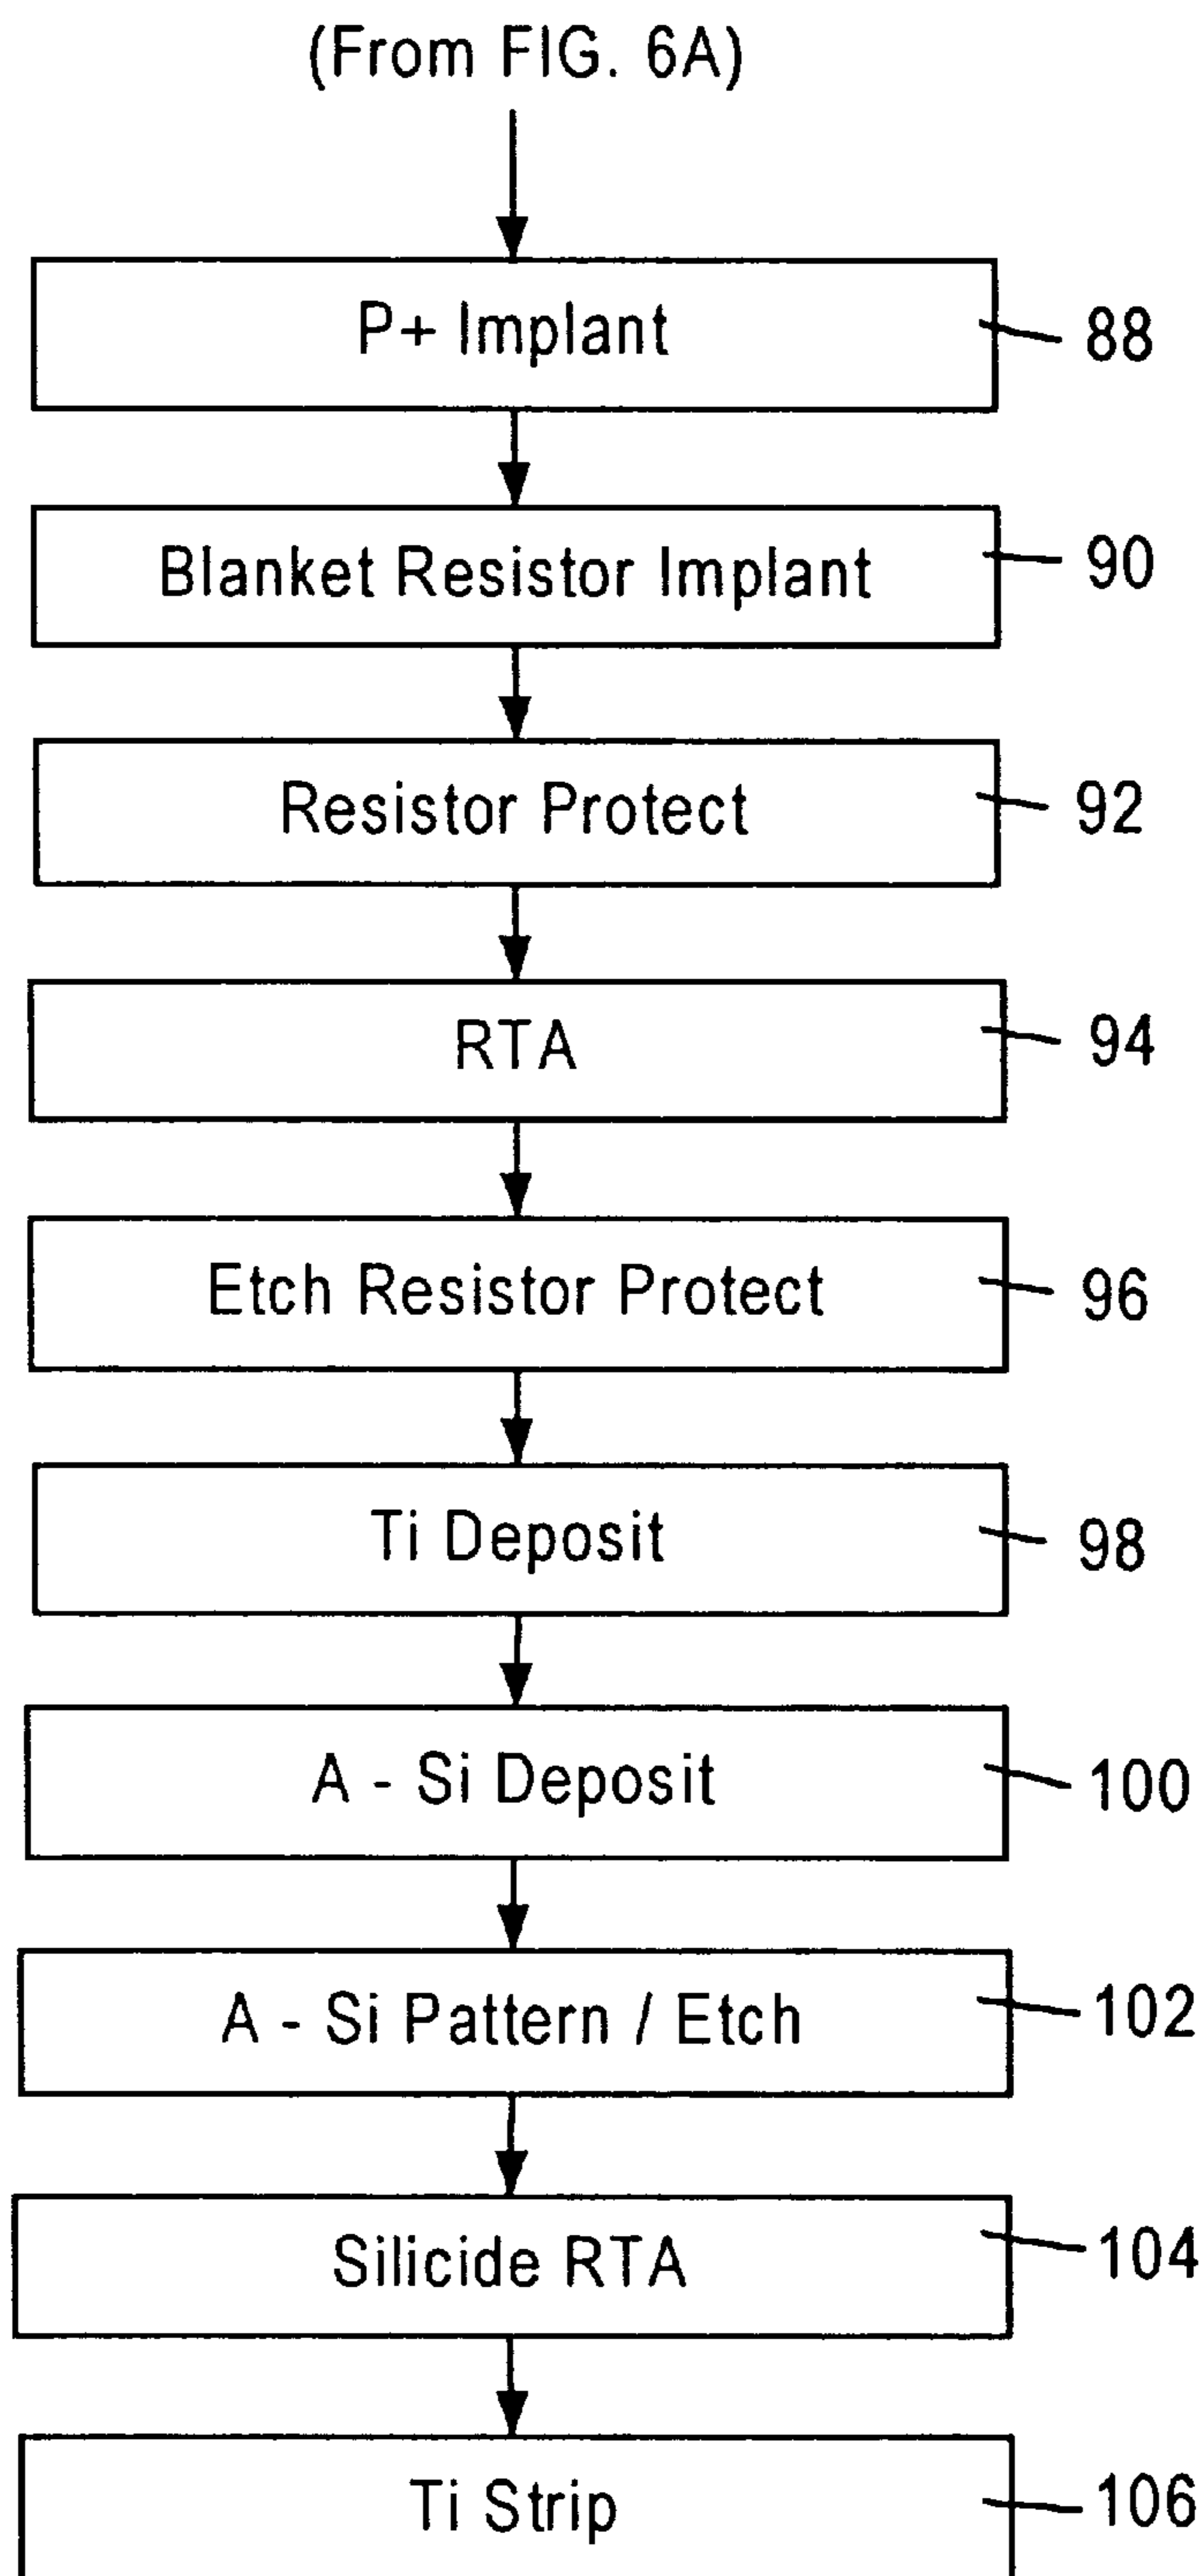 (From FIG. 6A)
P+ Implant
88
Blanket Resistor Implant
90
Resistor Protect
92
RTA
94
Etch Resistor Protect
96
Ti Deposit
98
A - Si Deposit
100
A - Si Pattern / Etch
102
Silicide RTA
104
Ti Strip
106